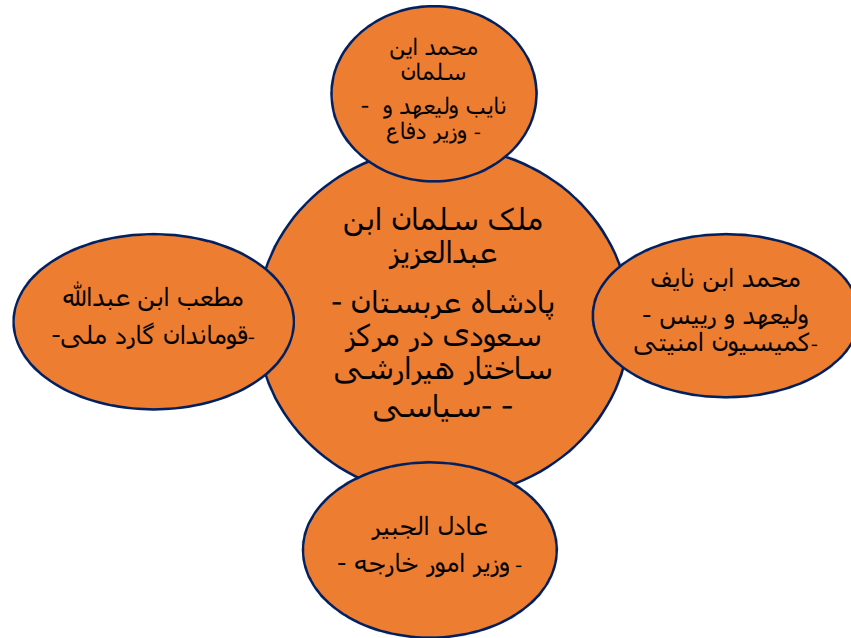 محمد این
سلمان
- نایب ولیعهد و
- وزیر دفاع
ملک سلمان ابن
عبدالعزیز
- پادشاه عربستان
سعودی در مرکز
ساختار هیرارشی
سیاسی- -
محمد ابن نایف
- ولیعهد و رییس
کمیسیون امنیتی-
مطعب ابن عبدالله
-قوماندان گارد ملی-
عادل الجبیر
- وزیر امور خارجه -